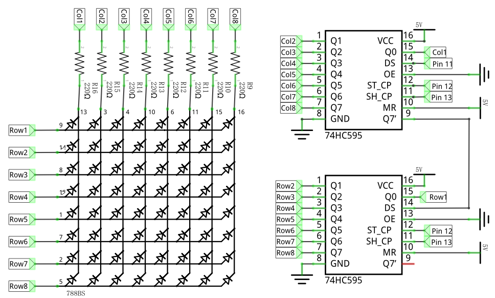 Col1 Col2 Col3 Col4 Col5 Col6 Col7 Col8
R16 R15 R14 R13 R12 R11 R10 R9
220Ω 220Ω 220Ω 220Ω 220Ω 220Ω 220Ω 220Ω
13 3 4 10 6 11 15 16
Row1 9
Row2 14
Row3 8
Row4
Row5 1
Row6 7
Row7 2
Row8 5
788BS
5V
Col2 1 Q1 VCC 16
Col3 2 Q2 Q0 15 Col1
Col4 3 Q3 DS 14 Pin 11
Col5 4 Q4 OE 13
Col6 5 Q5 ST_CP 12 Pin 12
Col7 6 Q6 SH_CP 11 Pin 13
Col8 7 Q7 MR 10 5V
8 GND Q7' 9
74HC595
5V
Row2 1 Q1 VCC 16
Row3 2 Q2 Q0 15 Row1
Row4 3 Q3 DS 14
Row5 4 Q4 OE 13
Row6 5 Q5 ST_CP 12 Pin 12
Row7 6 Q6 SH_CP 11 Pin 13
Row8 7 Q7 MR 10 5V
8 GND Q7' 9
74HC595